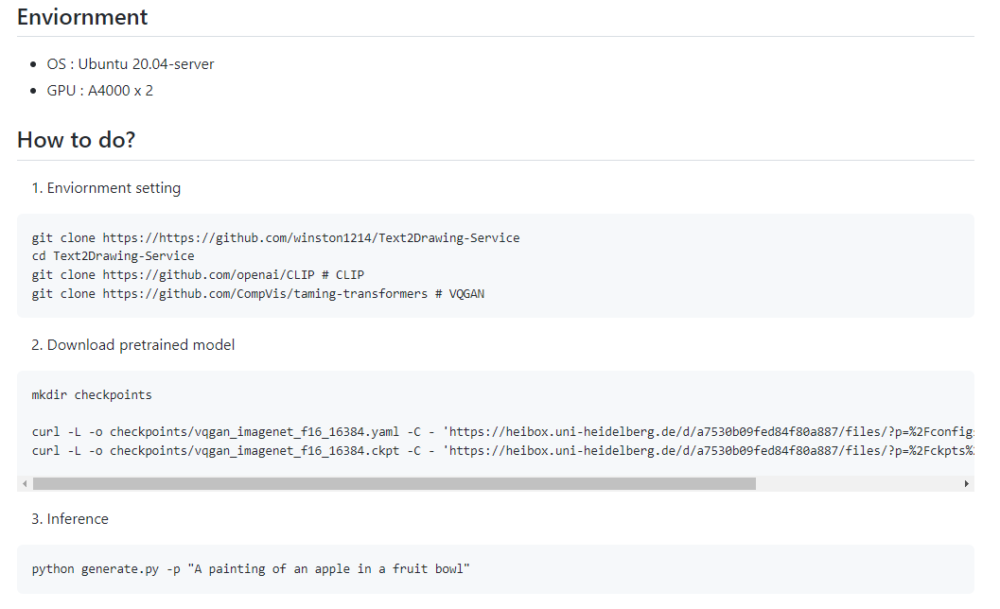 Enviornment
OS : Ubuntu 20.04-server
GPU : A4000 x 2
How to do?
1. Enviornment setting
git clone https://https://github.com/winston1214/Text2Drawing-Service
cd Text2Drawing-Service
git clone https://github.com/openai/CLIP # CLIP
git clone https://github.com/CompVis/taming-transformers # VQGAN
2. Download pretrained model
mkdir checkpoints
curl -L -o checkpoints/vqgan_imagenet_f16_16384.yaml -C - 'https://heibox.uni-heidelberg.de/d/a7530b09fed84f80a887/files/?p=%2Fconfig
curl -L -o checkpoints/vqgan_imagenet_f16_16384.ckpt -C - 'https://heibox.uni-heidelberg.de/d/a7530b09fed84f80a887/files/?p=%2Fckpts%
3. Inference
python generate.py -p "A painting of an apple in a fruit bowl"